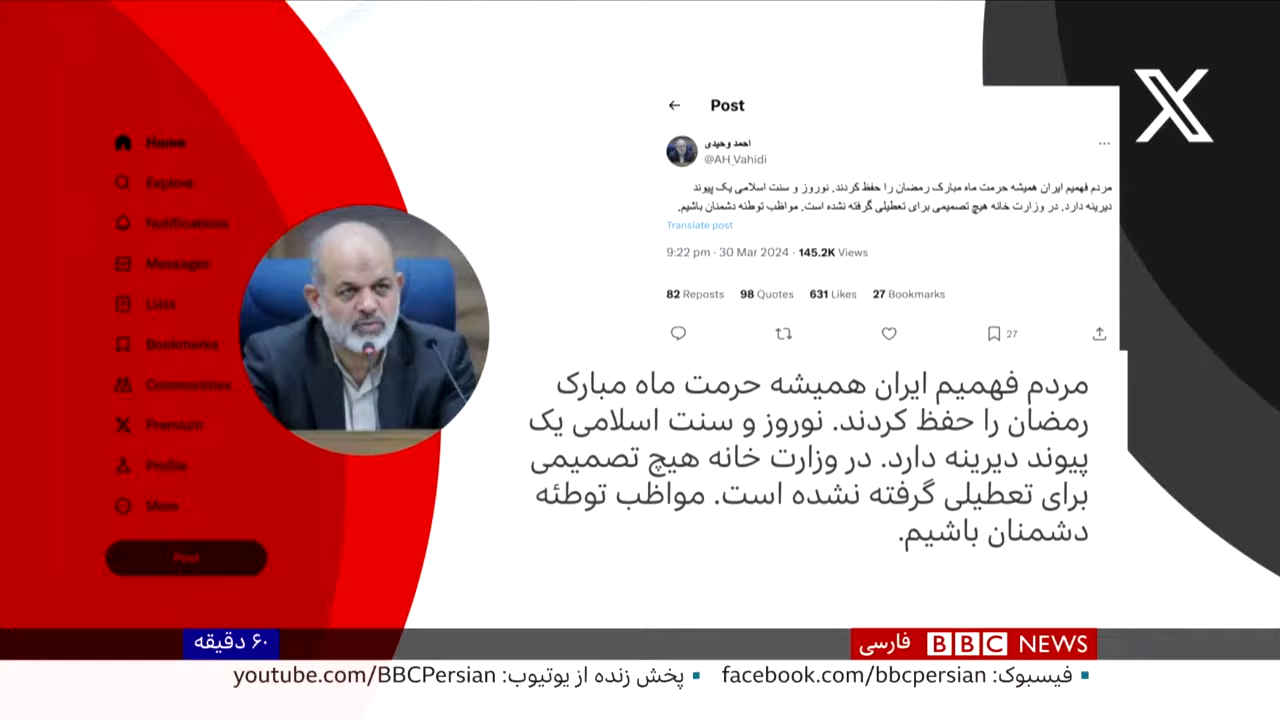 Home
Explore
Notifications
Messages
Lists
Bookmarks
Communities
Premium
Profile
More
Post
Post
احمد وحیدی
@AH_Vahidi
مردم فهمیم ایران همیشه حرمت ماه مبارک رمضان را حفظ کردند. نوروز و سنت اسلامی یک پیوند
دیرینه دارد. در وزارت خانه هیچ تصمیمی برای تعطیلی گرفته نشده است. مواظب توطئه دشمنان باشیم.
Translate post
9:22 pm · 30 Mar 2024 · 145.2K Views
82 Reposts 98 Quotes 631 Likes 27 Bookmarks
27
مردم فهمیم ایران همیشه حرمت ماه مبارک
رمضان را حفظ کردند. نوروز و سنت اسلامی یک
پیوند دیرینه دارد. در وزارت خانه هیچ تصمیمی
برای تعطیلی گرفته نشده است. مواظب توطئه
دشمنان باشیم.
۶۰ دقیقه
BBC NEWS فارسی
فیسبوک: facebook.com/bbcpersian ▪ پخش زنده از یوتیوب: youtube.com/BBCPersian